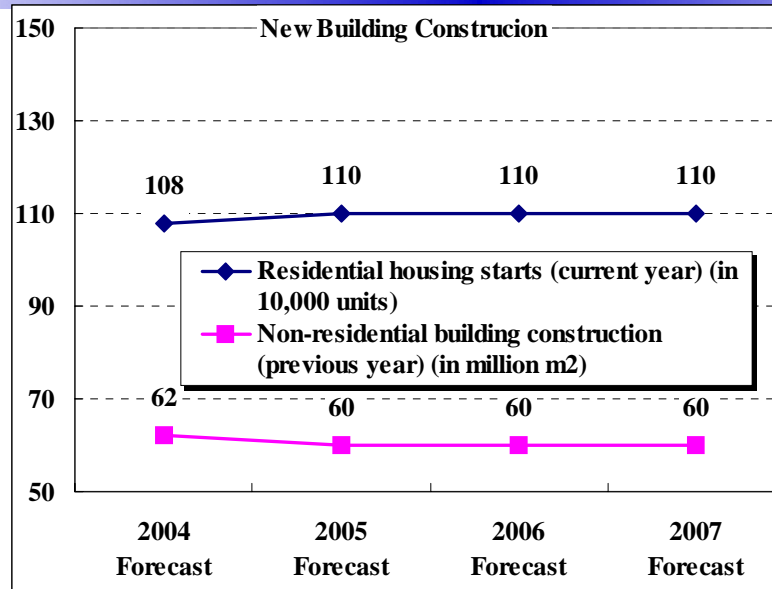 New Building Construcion
150
130
110
90
70
50
108
110
110
110
Residential housing starts (current year) (in
10,000 units)
Non-residential building construction
(previous year) (in million m2)
62
60
60
60
2004
Forecast
2005
Forecast
2006
Forecast
2007
Forecast